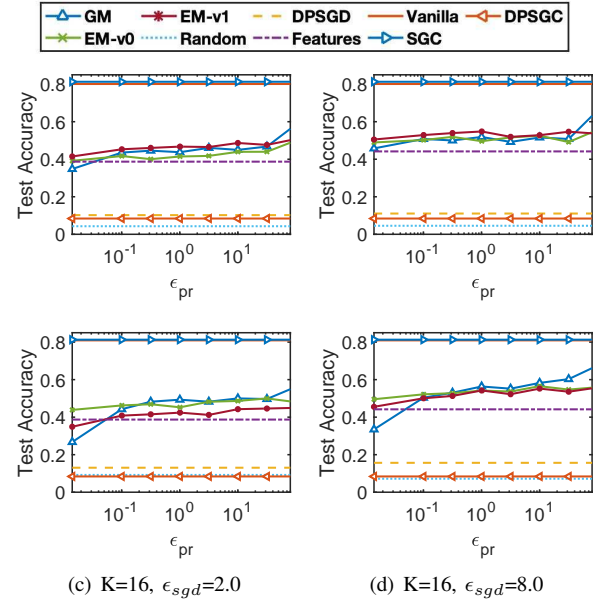 GM EM-v1 DPSGD Vanilla DPSGC
EM-v0 Random Features SGC
0.8
0.6
0.4
0.2
0
Test Accuracy
10^-1 10^0 10^1
ϵ_pr
0.8
0.6
0.4
0.2
0
Test Accuracy
10^-1 10^0 10^1
ϵ_pr
0.8
0.6
0.4
0.2
0
Test Accuracy
10^-1 10^0 10^1
ϵ_pr
0.8
0.6
0.4
0.2
0
Test Accuracy
10^-1 10^0 10^1
ϵ_pr
(c) K=16, ϵ_sgd=2.0
(d) K=16, ϵ_sgd=8.0